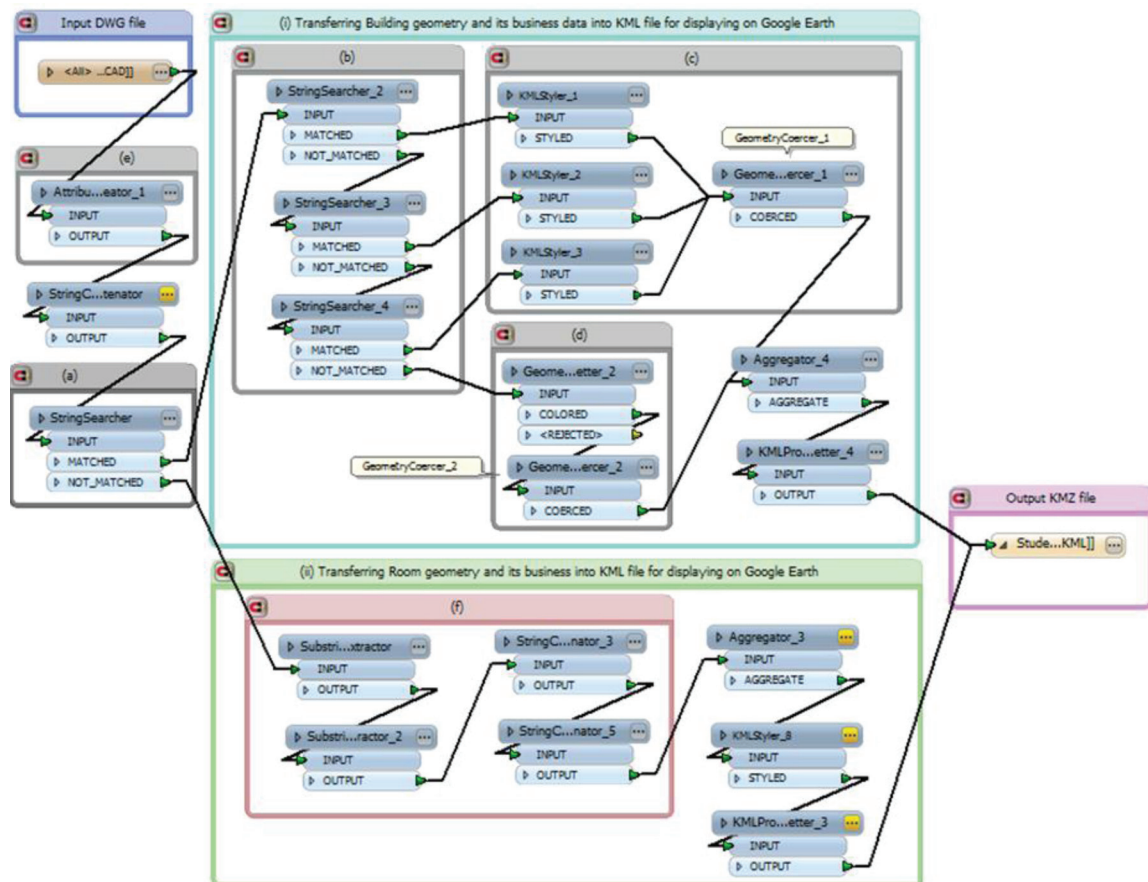 Input DWG file
<All> ...CAD]]
(e)
Attribu...eator_1
INPUT
OUTPUT
StringC...tenator
INPUT
OUTPUT
(a)
StringSearcher
INPUT
MATCHED
NOT_MATCHED
(i) Transferring Building geometry and its business data into KML file for displaying on Google Earth
(b)
StringSearcher_2
INPUT
MATCHED
NOT_MATCHED
StringSearcher_3
INPUT
MATCHED
NOT_MATCHED
StringSearcher_4
INPUT
MATCHED
NOT_MATCHED
(c)
KMLStyler_1
INPUT
STYLED
KMLStyler_2
INPUT
STYLED
KMLStyler_3
INPUT
STYLED
GeometryCoercer_1
Geome...ercer_1
INPUT
COERCED
(d)
Geome...etter_2
INPUT
COLORED
<REJECTED>
GeometryCoercer_2
Geome...ercer_2
INPUT
COERCED
Aggregator_4
INPUT
AGGREGATE
KMLPro...etter_4
INPUT
OUTPUT
Output KMZ file
Stude...KML]]
(ii) Transferring Room geometry and its business into KML file for displaying on Google Earth
(f)
Substri...xtractor
INPUT
OUTPUT
Substri...ractor_2
INPUT
OUTPUT
StringC...nator_3
INPUT
OUTPUT
StringC...nator_5
INPUT
OUTPUT
Aggregator_3
INPUT
AGGREGATE
KMLStyler_8
INPUT
STYLED
KMLPro...etter_3
INPUT
OUTPUT